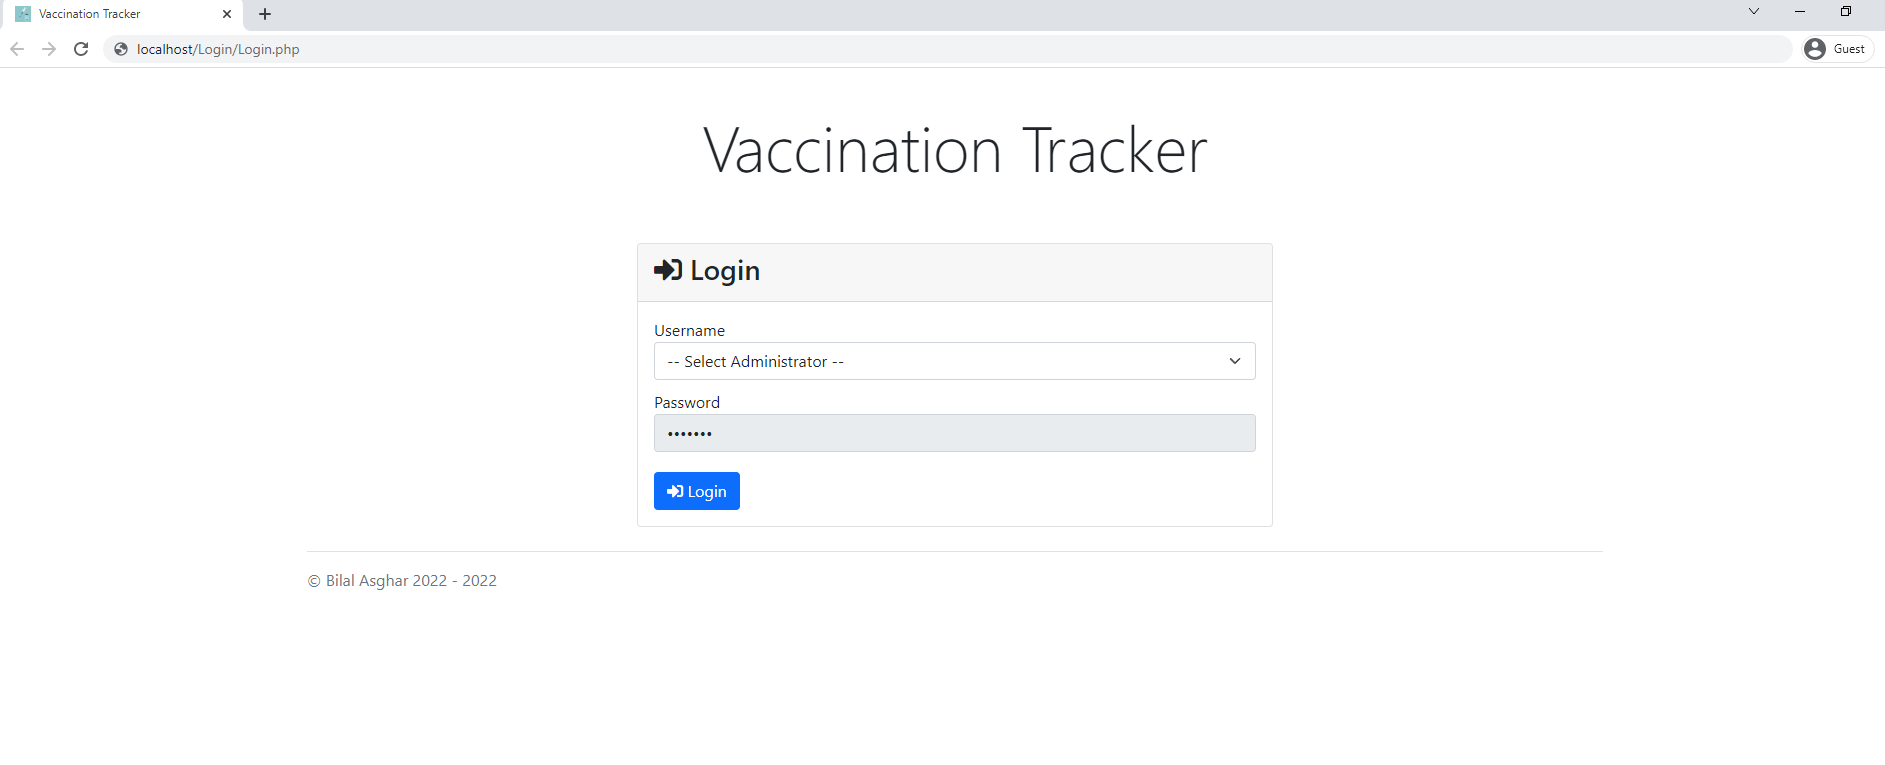 Vaccination Tracker
localhost/Login/Login.php
Guest
Vaccination Tracker
Login
Username
-- Select Administrator --
Password
•••••••
Login
© Bilal Asghar 2022 - 2022